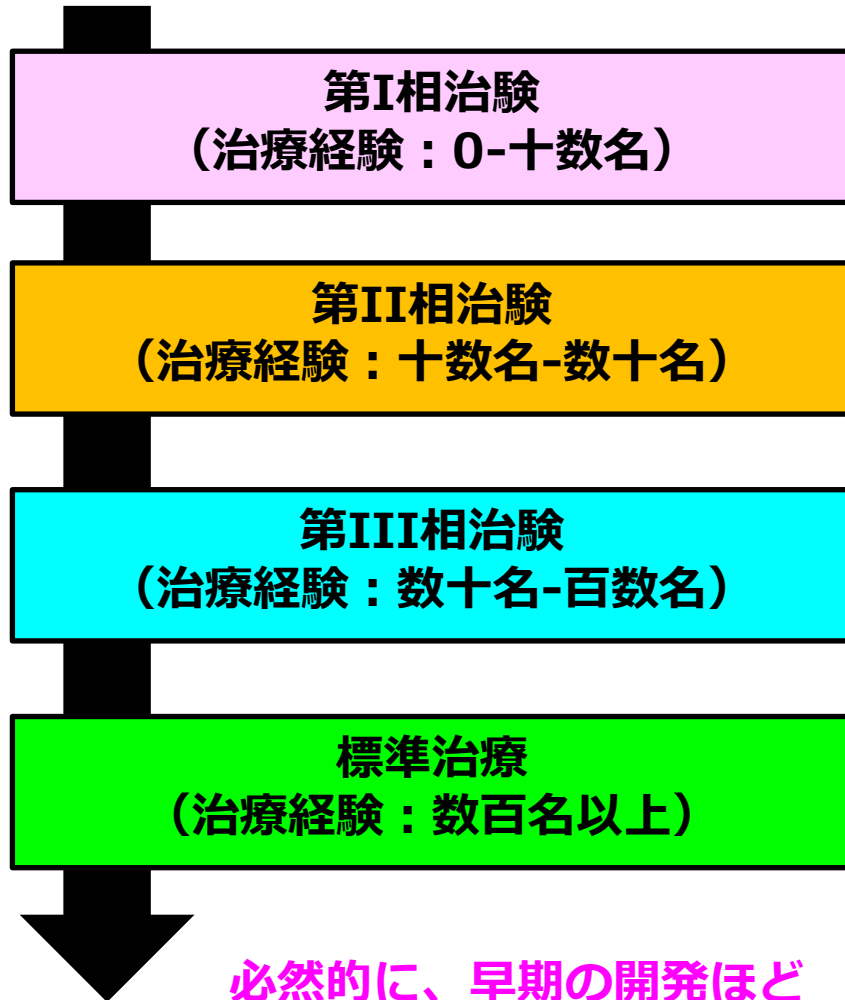 第I相治験
（治療経験：0-十数名）
第II相治験
（治療経験：十数名-数十名）
第III相治験
（治療経験：数十名-百数名）
標準治療
（治療経験：数百名以上）
必然的に、早期の開発ほど